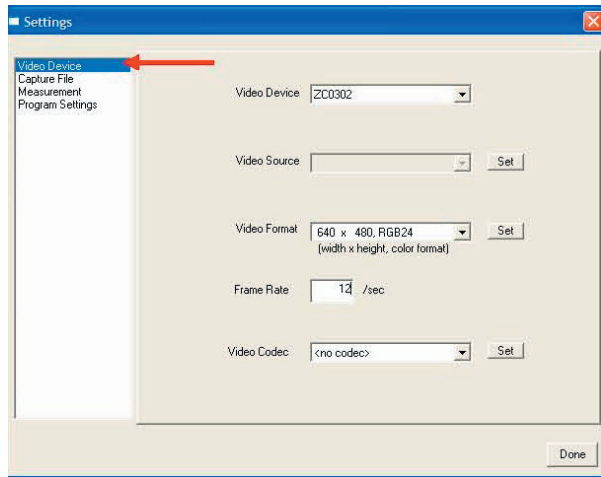 Settings
Video Device
Capture File
Measurement
Program Settings
Video Device ZC0302
Video Source Set
Video Format 640 x 480, RGB24 Set
(width x height, color format)
Frame Rate 12 /sec
Video Codec <no codec> Set
Done